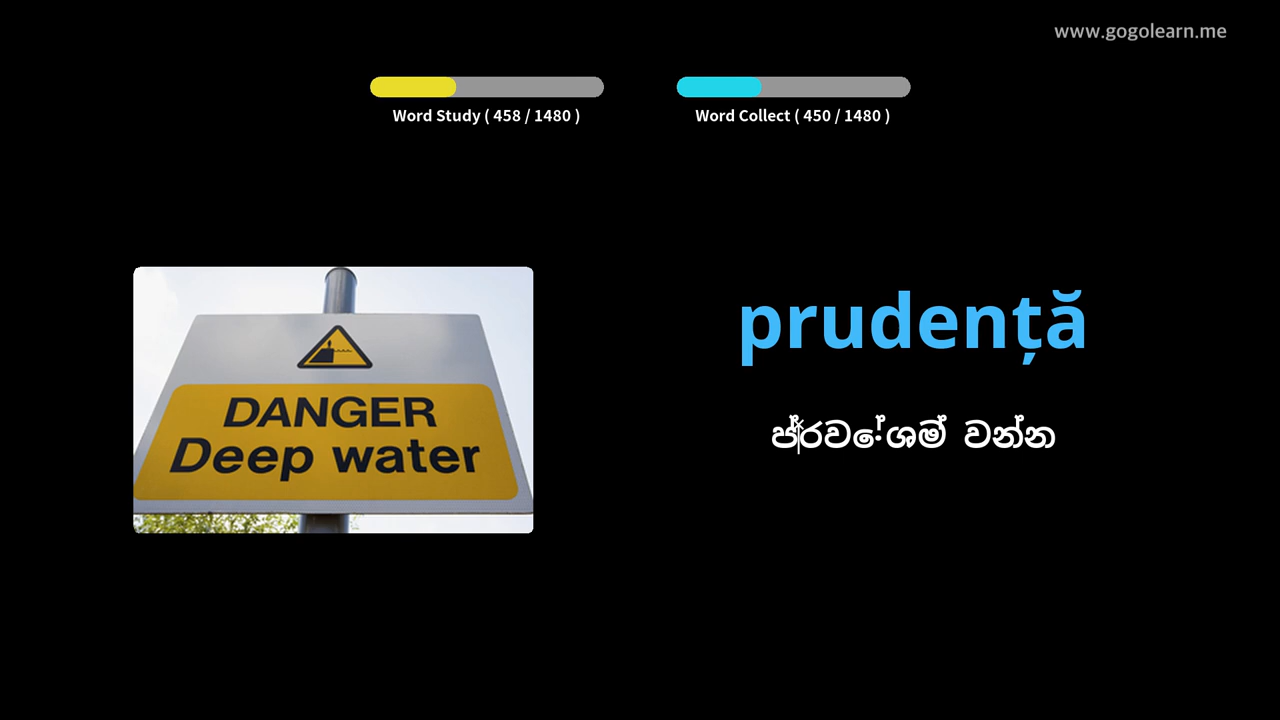 www.gogolearn.me
Word Study ( 458 / 1480 )
Word Collect ( 450 / 1480 )
DANGER
Deep water
prudență
ප්‍රවේශම් වන්න